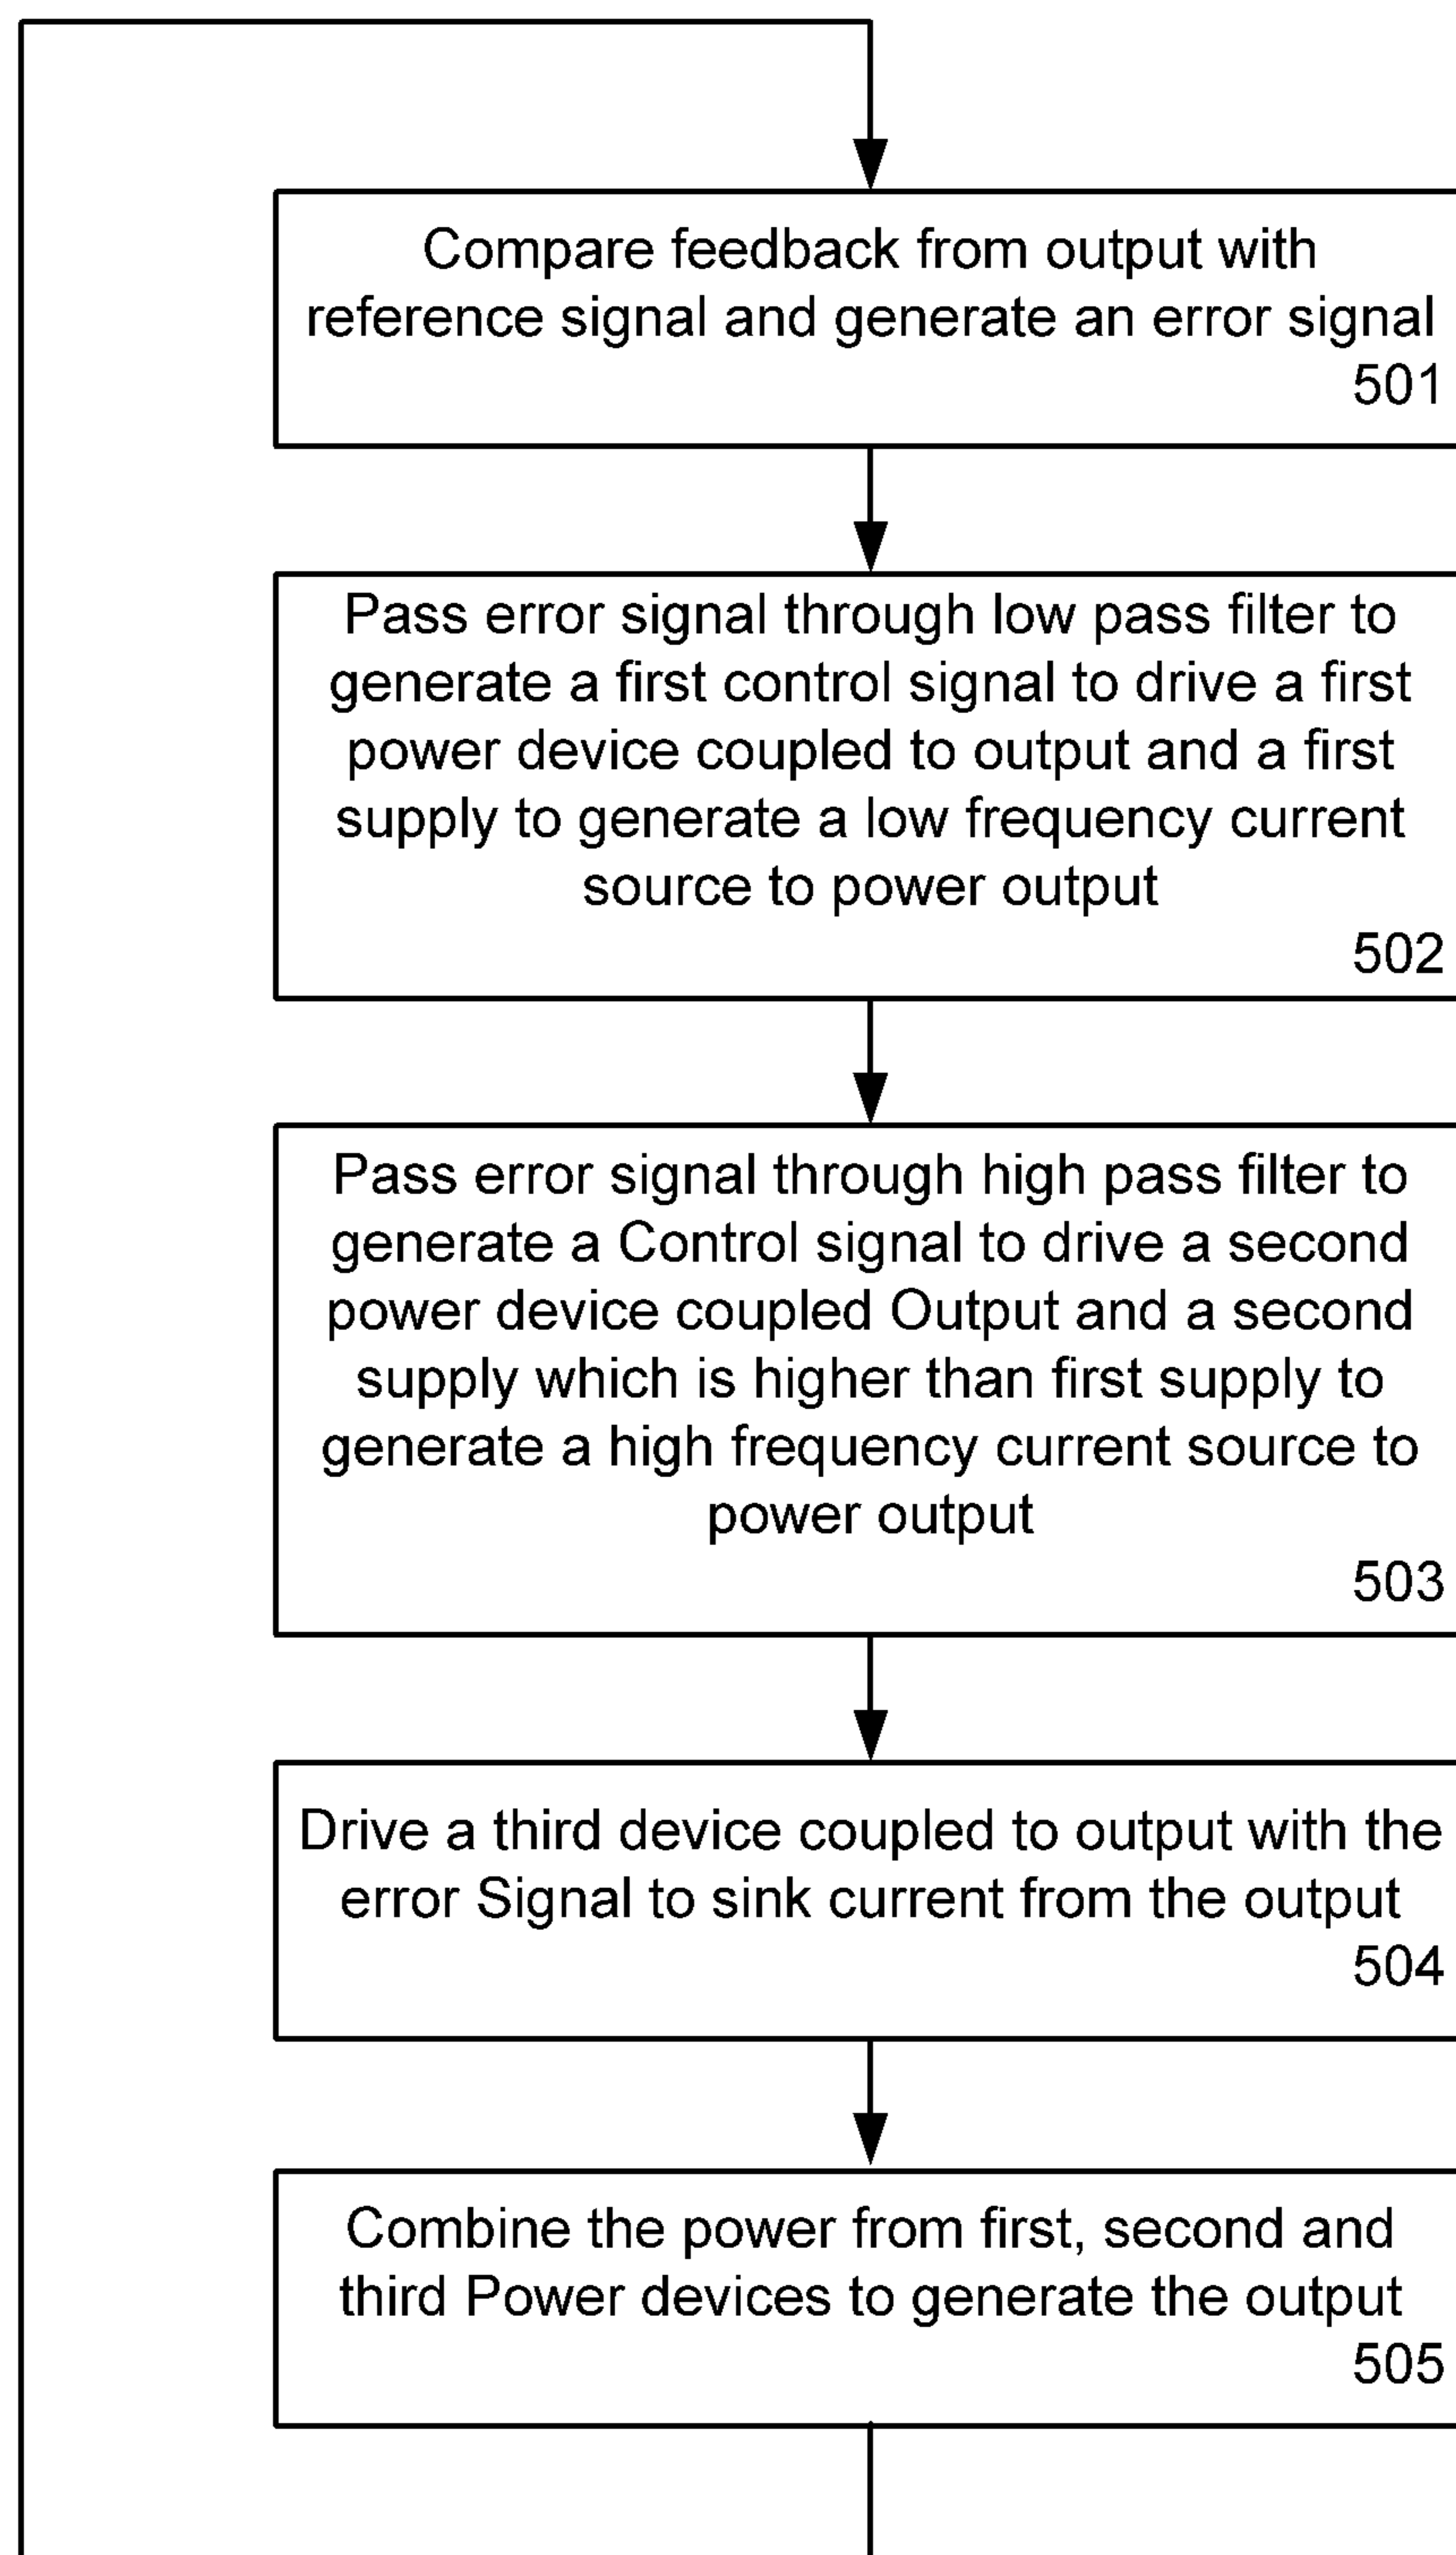 Compare feedback from output with
reference signal and generate an error signal
501
Pass error signal through low pass filter to
generate a first control signal to drive a first
power device coupled to output and a first
supply to generate a low frequency current
source to power output
502
Pass error signal through high pass filter to
generate a Control signal to drive a second
power device coupled Output and a second
supply which is higher than first supply to
generate a high frequency current source to
power output
503
Drive a third device coupled to output with the
error Signal to sink current from the output
504
Combine the power from first, second and
third Power devices to generate the output
505